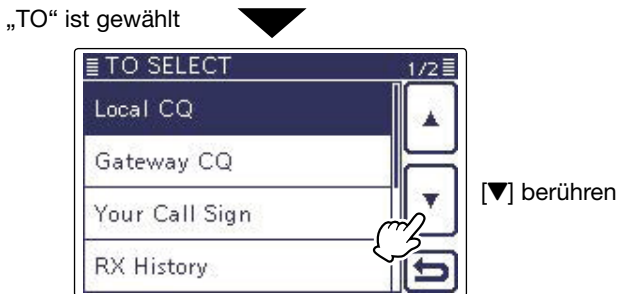 „TO“ ist gewählt
TO SELECT 1/2
Local CQ
Gateway CQ
Your Call Sign
[▼] berühren
RX History